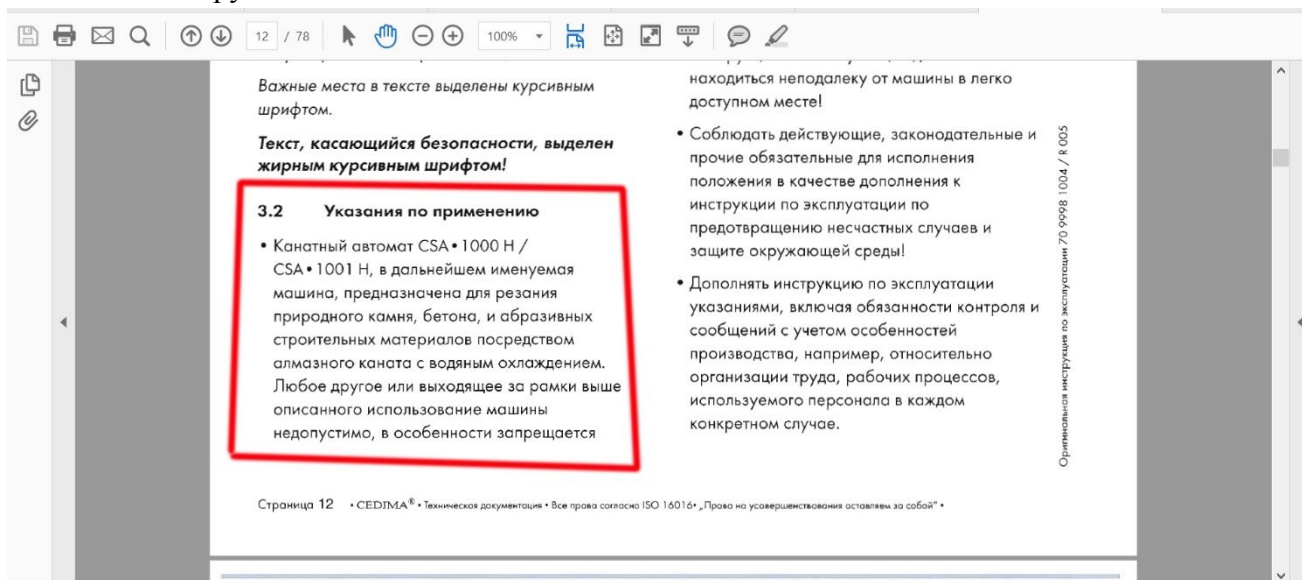 12 / 78
100%
Важные места в тексте выделены курсивным
шрифтом.
Текст, касающийся безопасности, выделен
жирным курсивным шрифтом!
3.2 Указания по применению
• Канатный автомат CSA•1000 H /
CSA•1001 H, в дальнейшем именуемая
машина, предназначена для резания
природного камня, бетона, и абразивных
строительных материалов посредством
алмазного каната с водяным охлаждением.
Любое другое или выходящее за рамки выше
описанного использование машины
недопустимо, в особенности запрещается
находиться неподалеку от машины в легко
доступном месте!
• Соблюдать действующие, законодательные и
прочие обязательные для исполнения
положения в качестве дополнения к
инструкции по эксплуатации по
предотвращению несчастных случаев и
защите окружающей среды!
• Дополнять инструкцию по эксплуатации
указаниями, включая обязанности контроля и
сообщений с учетом особенностей
производства, например, относительно
организации труда, рабочих процессов,
используемого персонала в каждом
конкретном случае.
Оригинальная инструкция по эксплуатации 70 9998 1004 / R 005
Страница 12 • CEDIMA® • Техническая документация • Все права согласно ISO 16016• „Права на усовершенствования оставляем за собой“ •